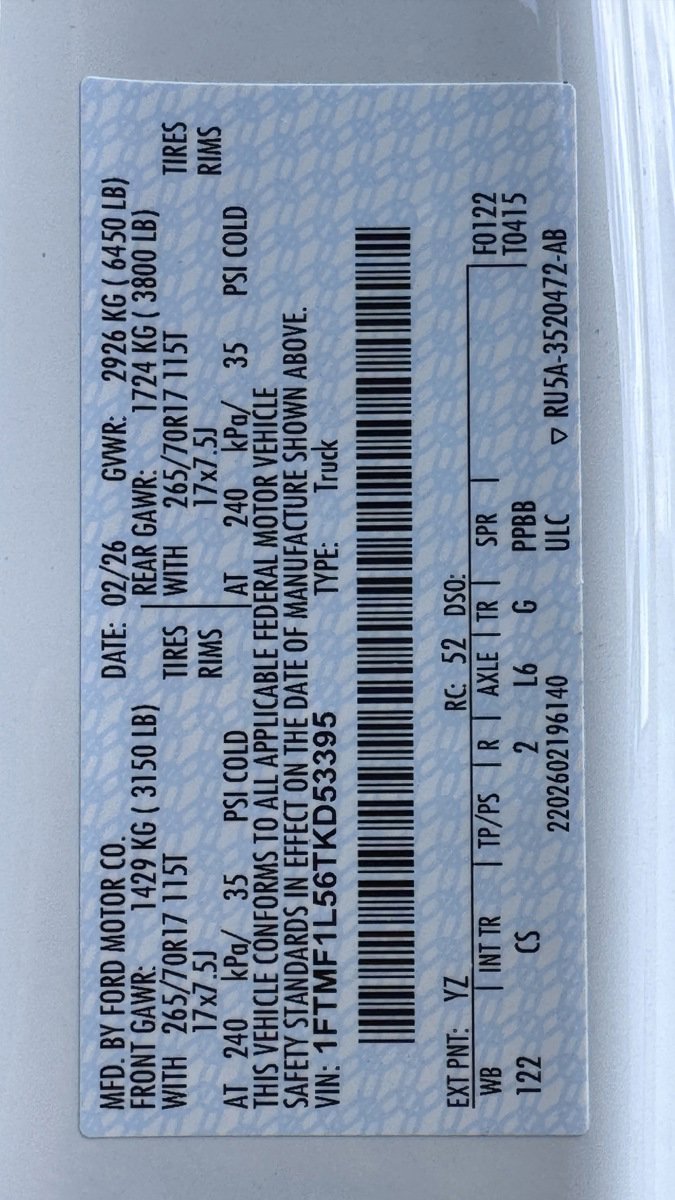 MFD. BY FORD MOTOR CO. DATE: 02/26 GVWR: 2926 KG ( 6450 LB)
FRONT GAWR: 1429 KG ( 3150 LB) REAR GAWR: 1724 KG ( 3800 LB)
WITH 265/70R17 115T TIRES WITH 265/70R17 115T TIRES
17x7.5J RIMS 17x7.5J RIMS
AT 240 kPa/ 35 PSI COLD AT 240 kPa/ 35 PSI COLD
THIS VEHICLE CONFORMS TO ALL APPLICABLE FEDERAL MOTOR VEHICLE
SAFETY STANDARDS IN EFFECT ON THE DATE OF MANUFACTURE SHOWN ABOVE.
VIN: 1FTMF1L56TKD53395 TYPE: Truck
EXT PNT: YZ RC: 52 DSO:
WB INT TR TP/PS R AXLE TR SPR F0122
T0415
122 CS 2 L6 G PPBB
ULC
2202602196140 ▽ RU5A-3520472-AB